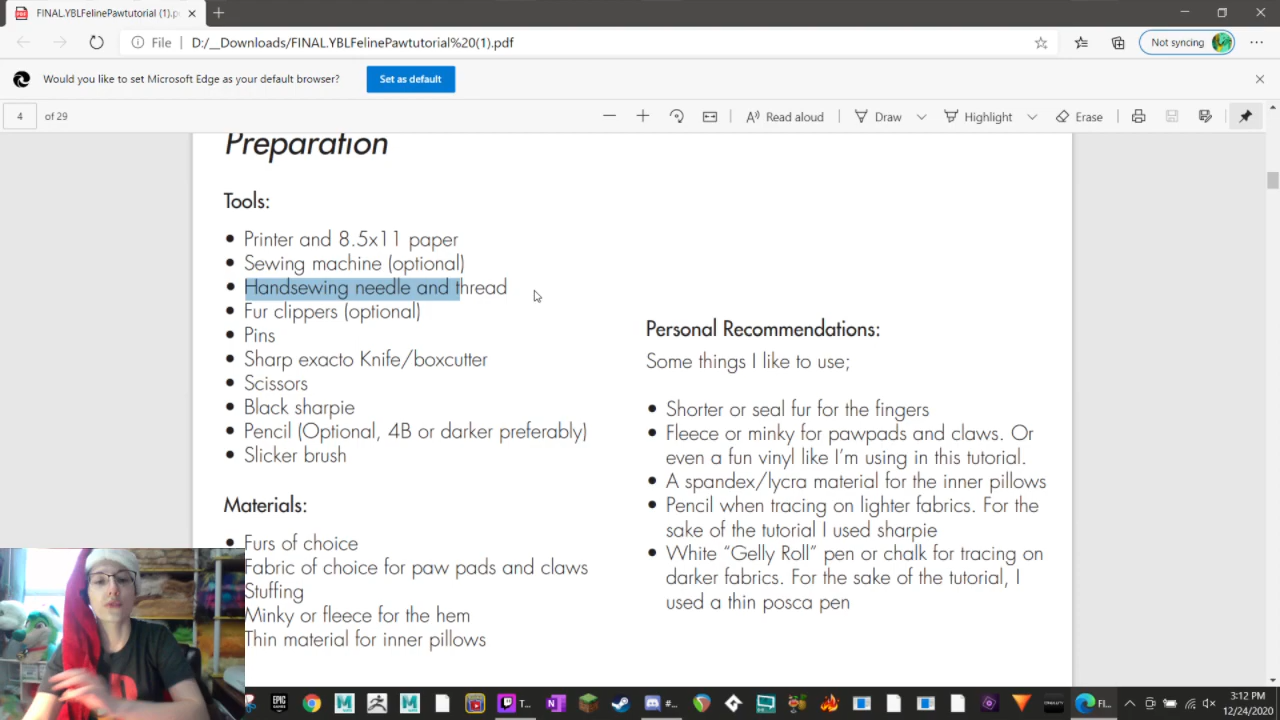 FINAL.YBLFelinePawtutorial (1).p
File
D:/__Downloads/FINAL.YBLFelinePawtutorial%20(1).pdf
Not syncing
Would you like to set Microsoft Edge as your default browser?
Set as default
4 of 29
Read aloud
Draw
Highlight
Erase
Preparation
Tools:
• Printer and 8.5x11 paper
• Sewing machine (optional)
• Handsewing needle and thread
• Fur clippers (optional)
• Pins
• Sharp exacto Knife/boxcutter
• Scissors
• Black sharpie
• Pencil (Optional, 4B or darker preferably)
• Slicker brush
Materials:
• Furs of choice
Fabric of choice for paw pads and claws
Stuffing
Minky or fleece for the hem
Thin material for inner pillows
Personal Recommendations:
Some things I like to use;
• Shorter or seal fur for the fingers
• Fleece or minky for pawpads and claws. Or
even a fun vinyl like I'm using in this tutorial.
• A spandex/lycra material for the inner pillows
• Pencil when tracing on lighter fabrics. For the
sake of the tutorial I used sharpie
• White "Gelly Roll" pen or chalk for tracing on
darker fabrics. For the sake of the tutorial, I
used a thin posca pen
EPIC
GAMES
T...
#...
FI...
3:12 PM
12/24/2020